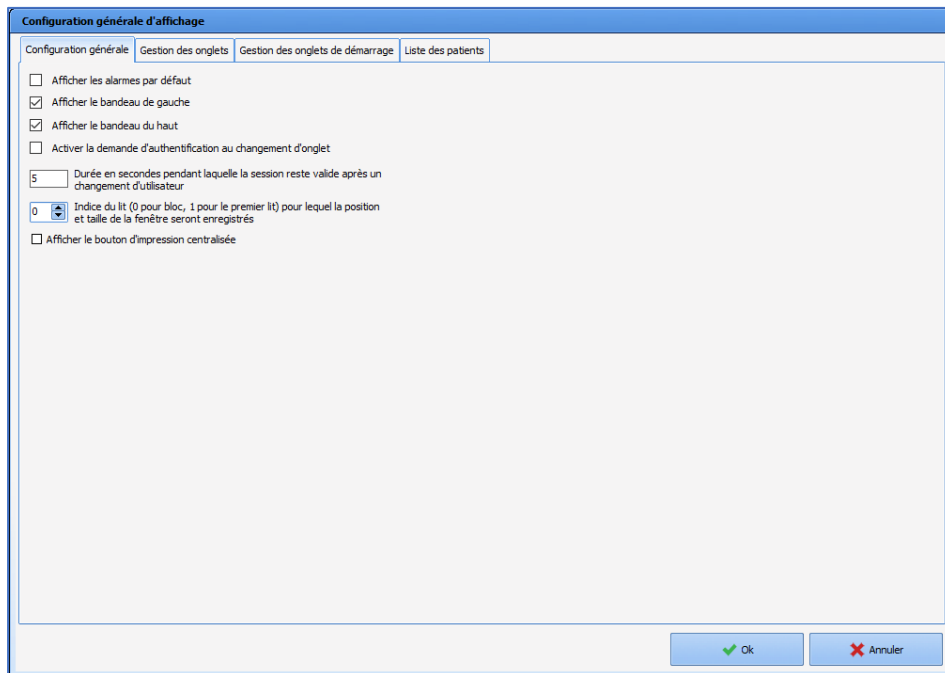 Configuration générale d'affichage
Configuration générale
Gestion des onglets
Gestion des onglets de démarrage
Liste des patients
Afficher les alarmes par défaut
Afficher le bandeau de gauche
Afficher le bandeau du haut
Activer la demande d'authentification au changement d'onglet
5
Durée en secondes pendant laquelle la session reste valide après un
changement d'utilisateur
0
Indice du lit (0 pour bloc, 1 pour le premier lit) pour lequel la position
et taille de la fenêtre seront enregistrés
Afficher le bouton d'impression centralisée
Ok
Annuler